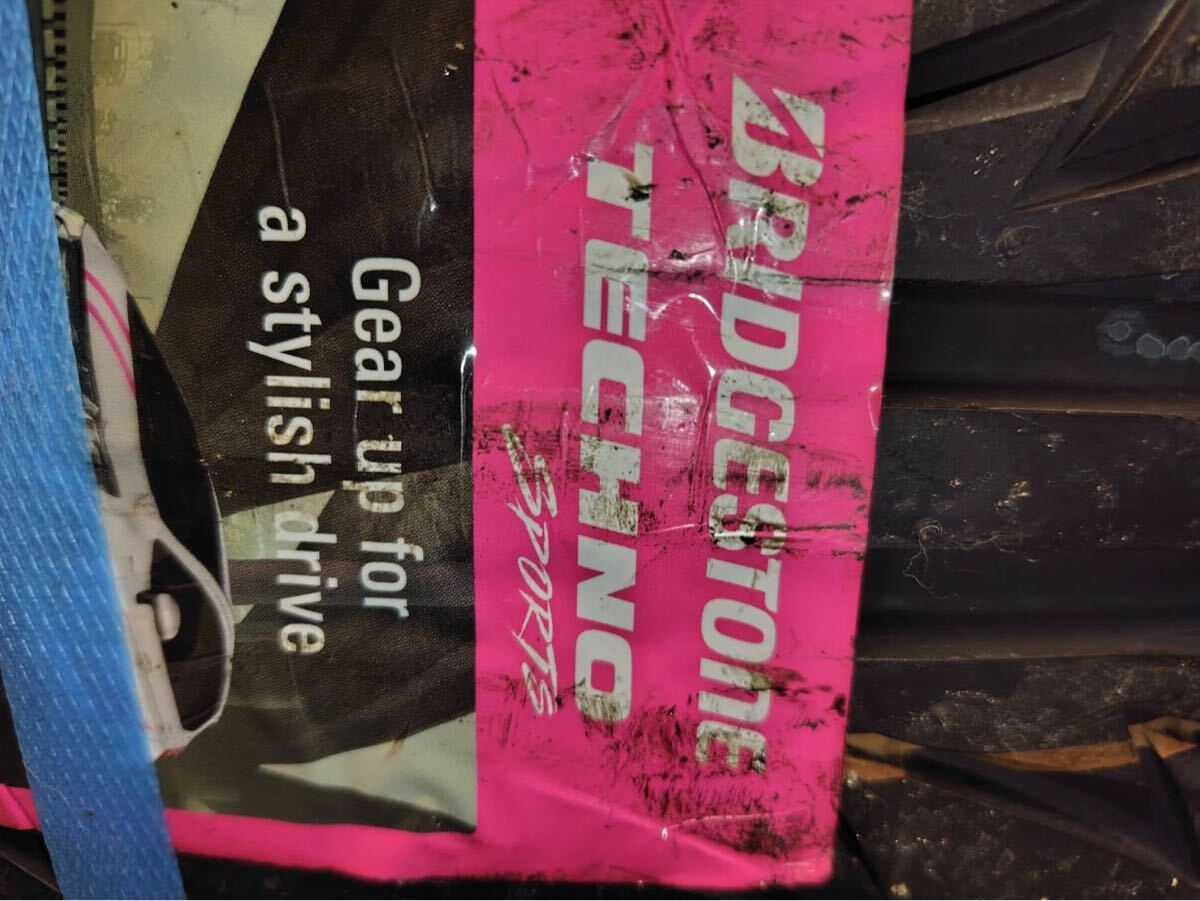 BRIDGESTONE
TECHNO
SPORTS
Gear up for
a stylish drive